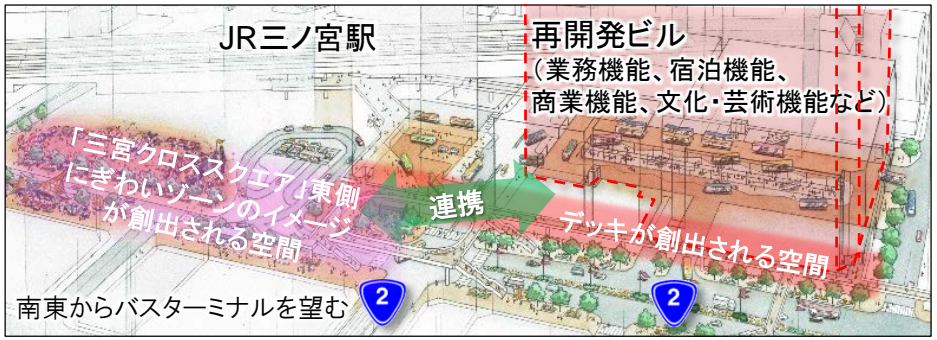 JR三ノ宮駅
再開発ビル
(業務機能、宿泊機能、
商業機能、文化・芸術機能など)
「三宮クロススクエア」東側
にぎわいゾーンのイメージ
が創出される空間
連携
デッキが創出される空間
南東からバスターミナルを望む
2
2